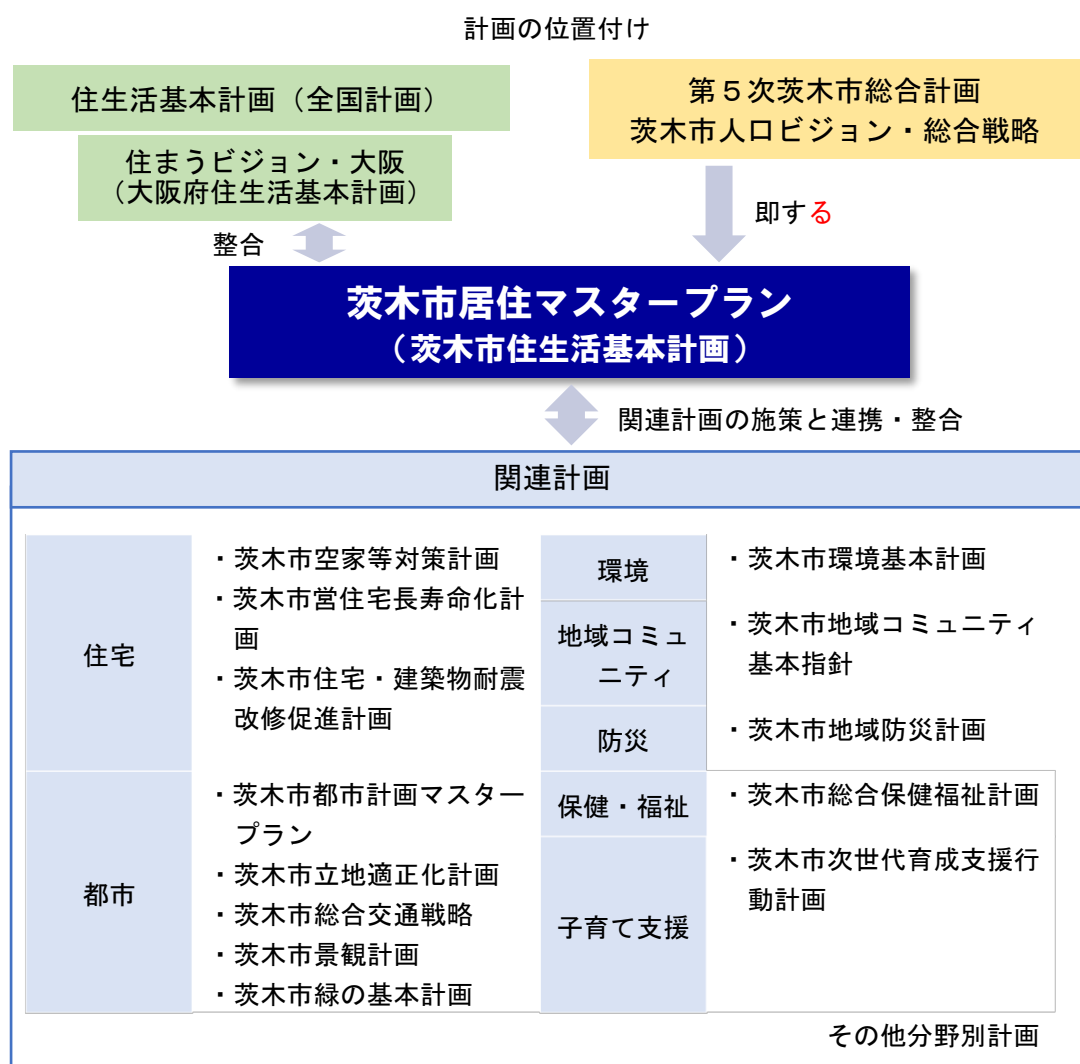 計画の位置付け
住生活基本計画（全国計画）
住まうビジョン・大阪
（大阪府住生活基本計画）
第５次茨木市総合計画
茨木市人口ビジョン・総合戦略
整合
即する
茨木市居住マスタープラン
（茨木市住生活基本計画）
関連計画の施策と連携・整合
関連計画
住宅
・茨木市空家等対策計画
・茨木市営住宅長寿命化計
画
・茨木市住宅・建築物耐震
改修促進計画
都市
・茨木市都市計画マスター
プラン
・茨木市立地適正化計画
・茨木市総合交通戦略
・茨木市景観計画
・茨木市緑の基本計画
環境
・茨木市環境基本計画
地域コミュ
ニティ
・茨木市地域コミュニティ
基本指針
防災
・茨木市地域防災計画
保健・福祉
・茨木市総合保健福祉計画
子育て支援
・茨木市次世代育成支援行
動計画
その他分野別計画